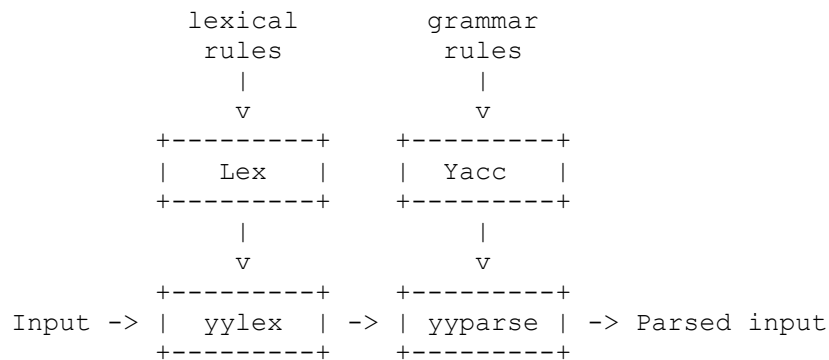 lexical grammar
rules rules
| |
v v
+---------+ +---------+
| Lex | | Yacc |
+---------+ +---------+
| |
v v
+---------+ +---------+
Input -> | yylex | -> | yyparse | -> Parsed input
+---------+ +---------+